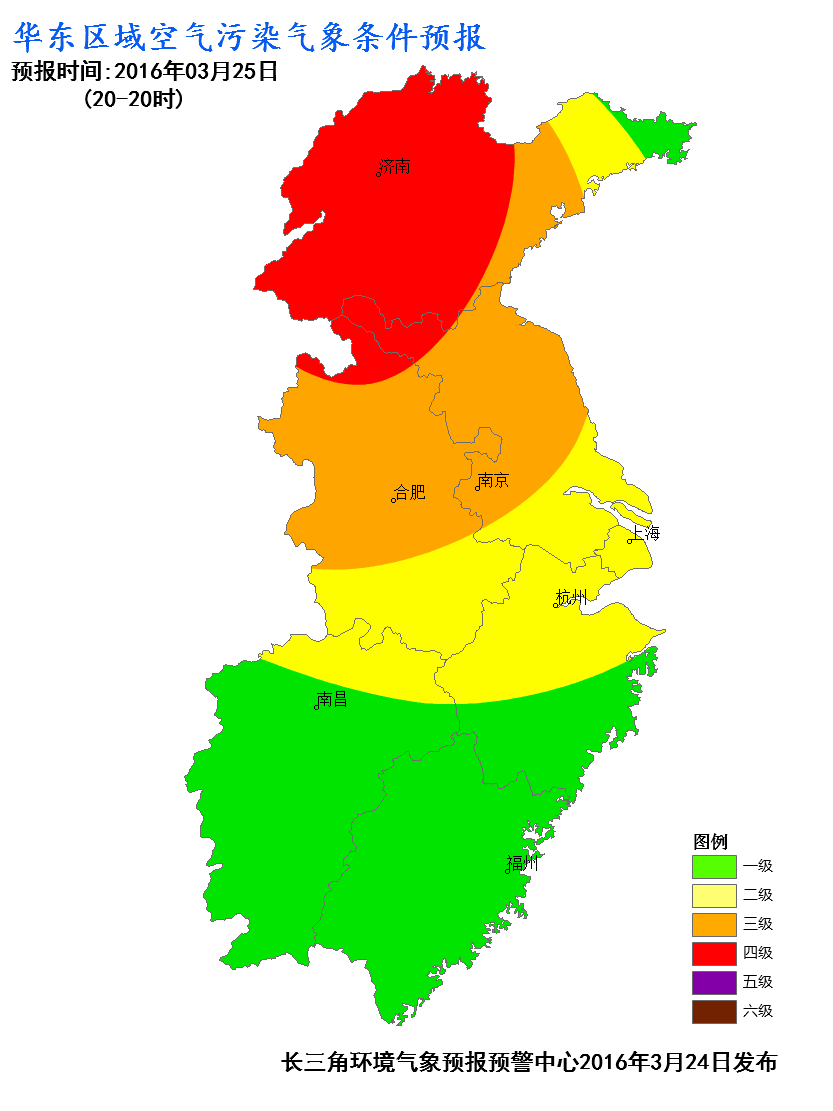 华东区域空气污染气象条件预报
预报时间:2016年03月25日
(20-20时)
济南
南京
合肥
上海
杭州
南昌
福州
图例
一级
二级
三级
四级
五级
六级
长三角环境气象预报预警中心2016年3月24日发布